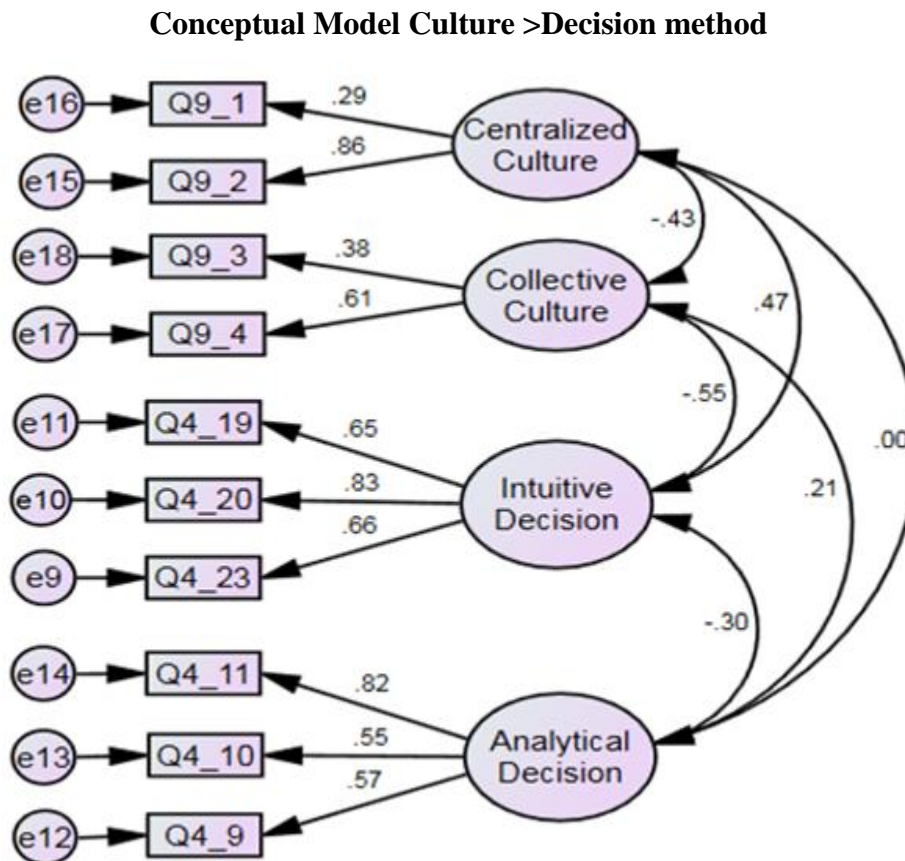 Conceptual Model Culture >Decision method
e16
Q9_1
.29
Centralized
Culture
e15
Q9_2
.86
-.43
e18
Q9_3
.38
Collective
Culture
.47
e17
Q9_4
.61
-.55
.00
e11
Q4_19
.65
.21
e10
Q4_20
.83
Intuitive
Decision
e9
Q4_23
.66
-.30
e14
Q4_11
.82
e13
Q4_10
.55
Analytical
Decision
e12
Q4_9
.57